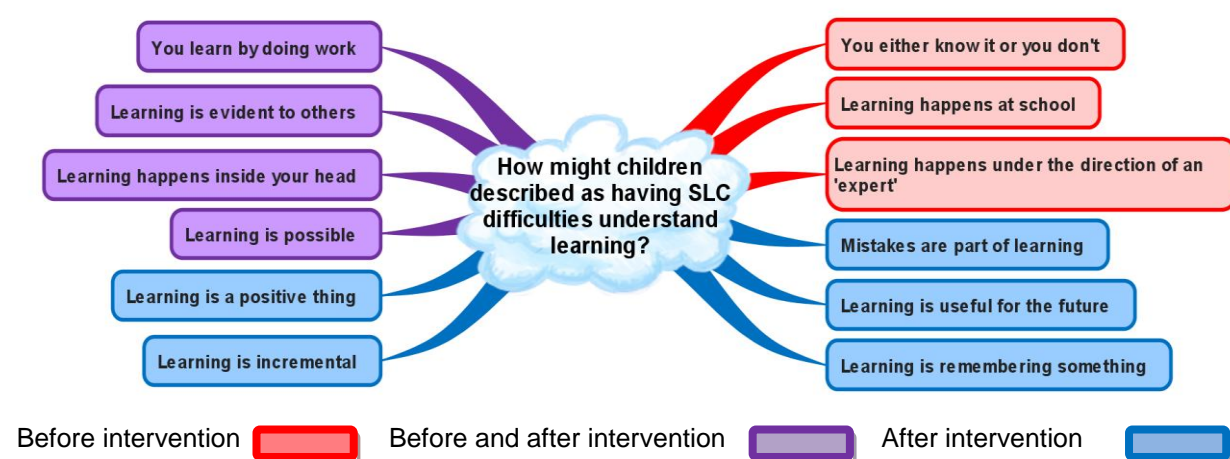 You learn by doing work
Learning is evident to others
Learning happens inside your head
Learning is possible
Learning is a positive thing
Learning is incremental
How might children
described as having SLC
difficulties understand
learning?
You either know it or you don't
Learning happens at school
Learning happens under the direction of an
'expert'
Mistakes are part of learning
Learning is useful for the future
Learning is remembering something
Before intervention
Before and after intervention
After intervention